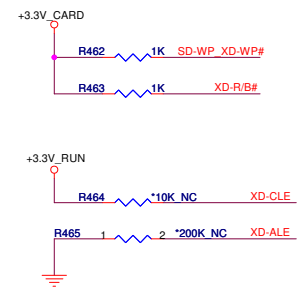 +3.3V_CARD
R462 1K SD-WP_XD-WP#
R463 1K XD-R/B#
+3.3V_RUN
R464 *10K_NC XD-CLE
R465 1 2 *200K_NC XD-ALE